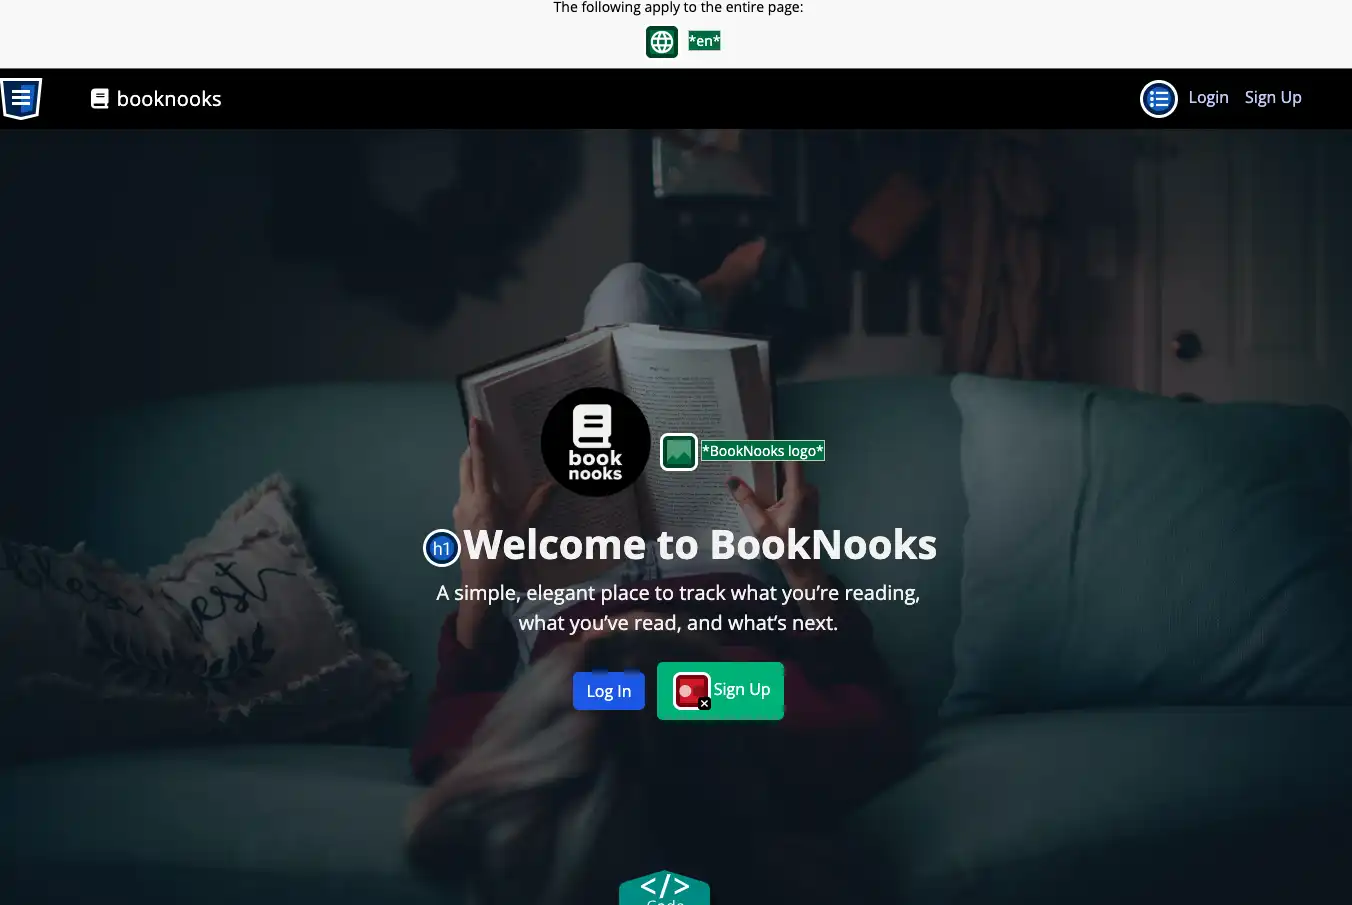 The following apply to the entire page:
*en*
booknooks
Login
Sign Up
book
nooks
*BookNooks logo*
h1
Welcome to BookNooks
A simple, elegant place to track what you’re reading,
what you’ve read, and what’s next.
Log In
Sign Up
</>
Code
rest